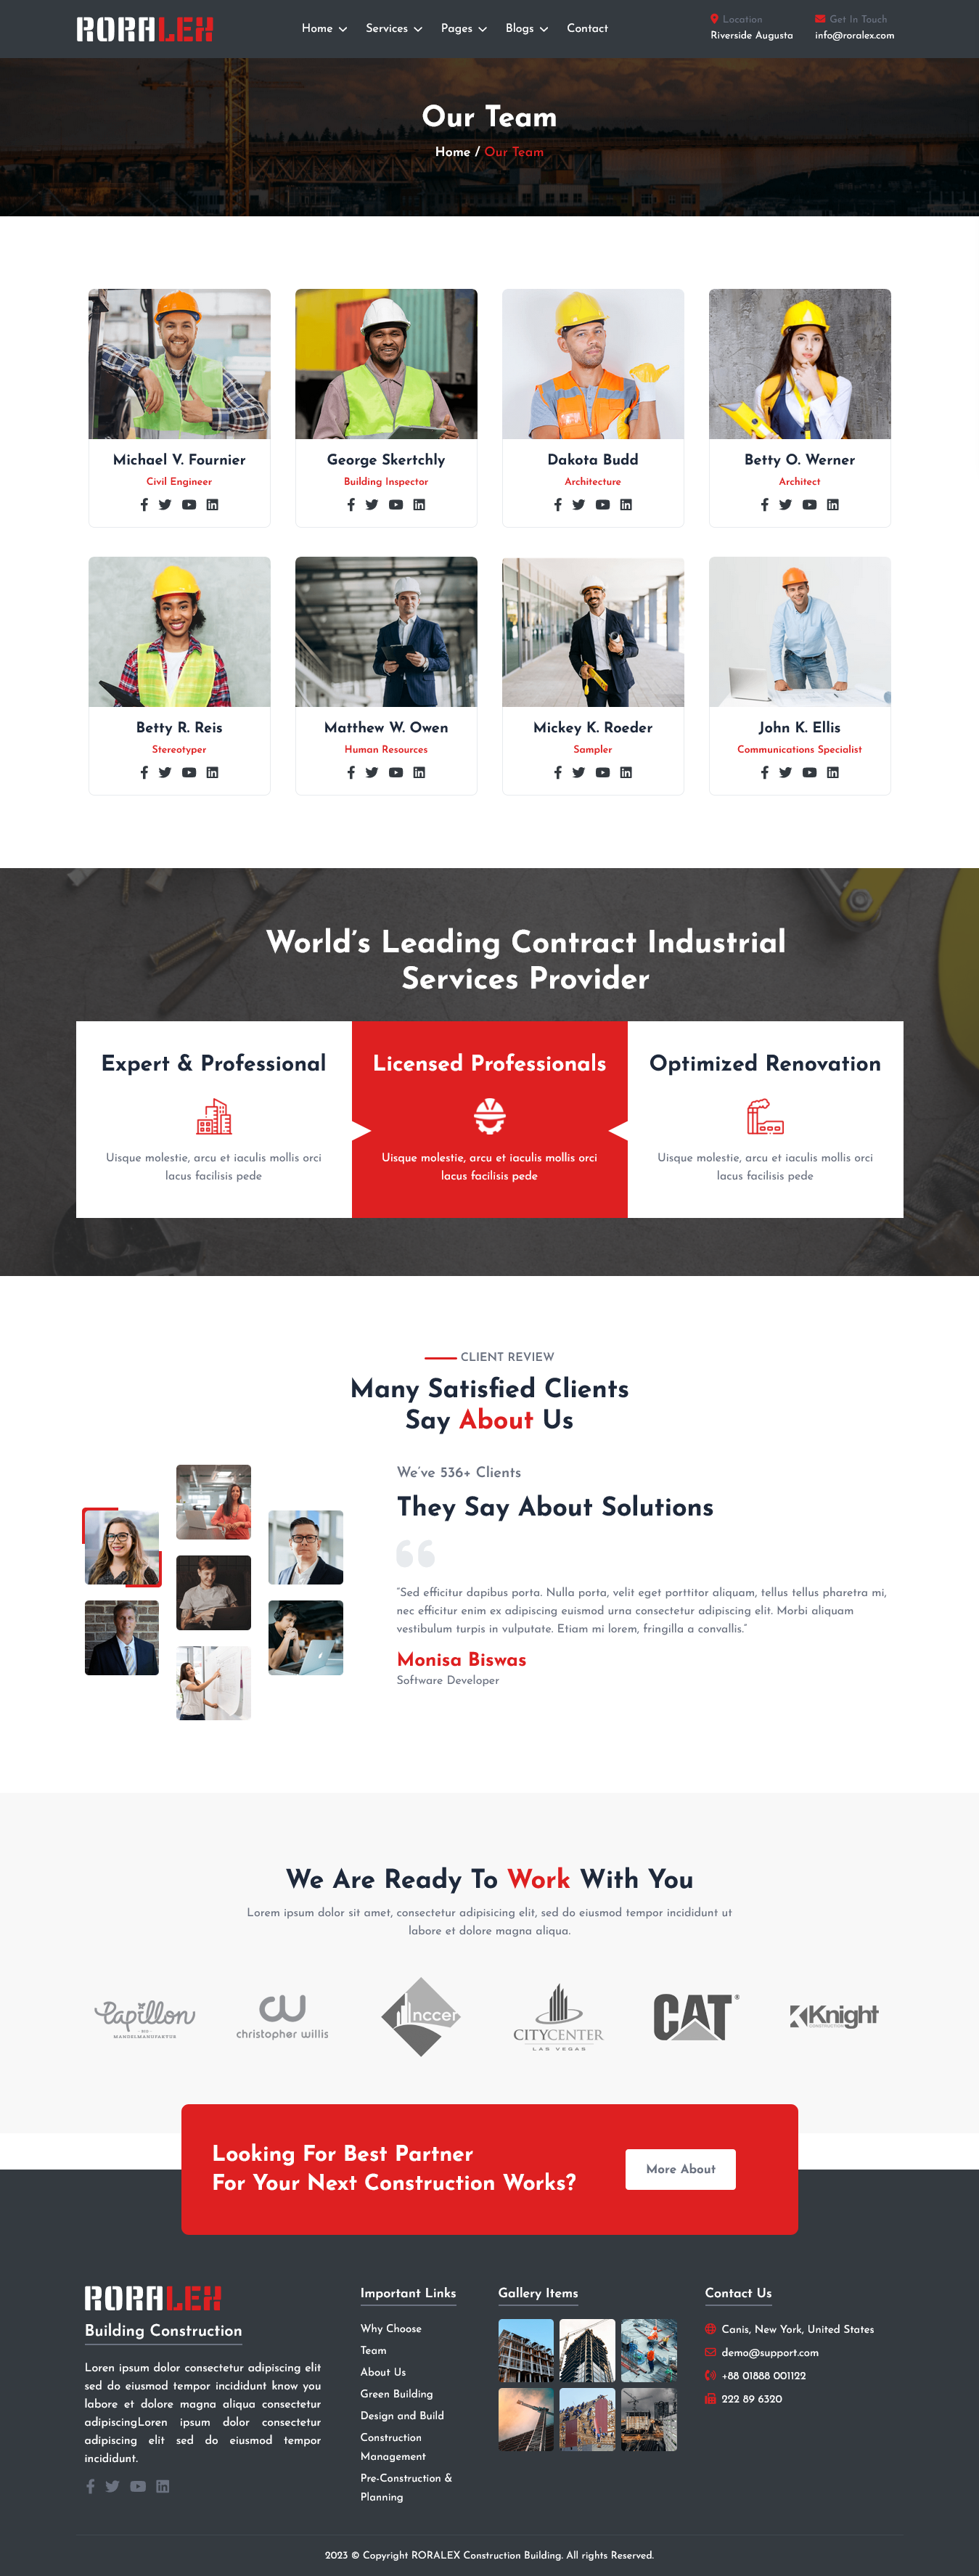 RORALEX
Home Services Pages Blogs Contact
Location
Riverside Augusta
Get In Touch
info@roralex.com
Our Team
Home / Our Team
Michael V. Fournier
Civil Engineer
George Skertchly
Building Inspector
Dakota Budd
Architecture
Betty O. Werner
Architect
Betty R. Reis
Stereotyper
Matthew W. Owen
Human Resources
Mickey K. Roeder
Sampler
John K. Ellis
Communications Specialist
World's Leading Contract Industrial
Services Provider
Expert & Professional
Uisque molestie, arcu et iaculis mollis orci
lacus facilisis pede
Licensed Professionals
Uisque molestie, arcu et iaculis mollis orci
lacus facilisis pede
Optimized Renovation
Uisque molestie, arcu et iaculis mollis orci
lacus facilisis pede
CLIENT REVIEW
Many Satisfied Clients
Say About Us
We've 536+ Clients
They Say About Solutions
"Sed efficitur dapibus porta. Nulla porta, velit eget porttitor aliquam, tellus tellus pharetra mi,
nec efficitur enim ex adipiscing euismod urna consectetur adipiscing elit. Morbi aliquam
vestibulum turpis in vulputate. Etiam mi lorem, fringilla a convallis."
Monisa Biswas
Software Developer
We Are Ready To Work With You
Lorem ipsum dolor sit amet, consectetur adipisicing elit, sed do eiusmod tempor incididunt ut
labore et dolore magna aliqua.
Papillon
MANDELMANUFAKTUR
christopher willis
nccer
CITYCENTER
LAS VEGAS
CAT
Knight
CONSTRUCTION
Looking For Best Partner
For Your Next Construction Works?
More About
RORALEX
Building Construction
Loren ipsum dolor consectetur adipiscing elit
sed do eiusmod tempor incididunt know you
labore et dolore magna aliqua consectetur
adipiscingLoren ipsum dolor consectetur
adipiscing elit sed do eiusmod tempor
incididunt.
Important Links
Why Choose
Team
About Us
Green Building
Design and Build
Construction
Management
Pre-Construction &
Planning
Gallery Items
Contact Us
Canis, New York, United States
demo@support.com
+88 01888 001122
222 89 6320
2023 © Copyright RORALEX Construction Building. All rights Reserved.